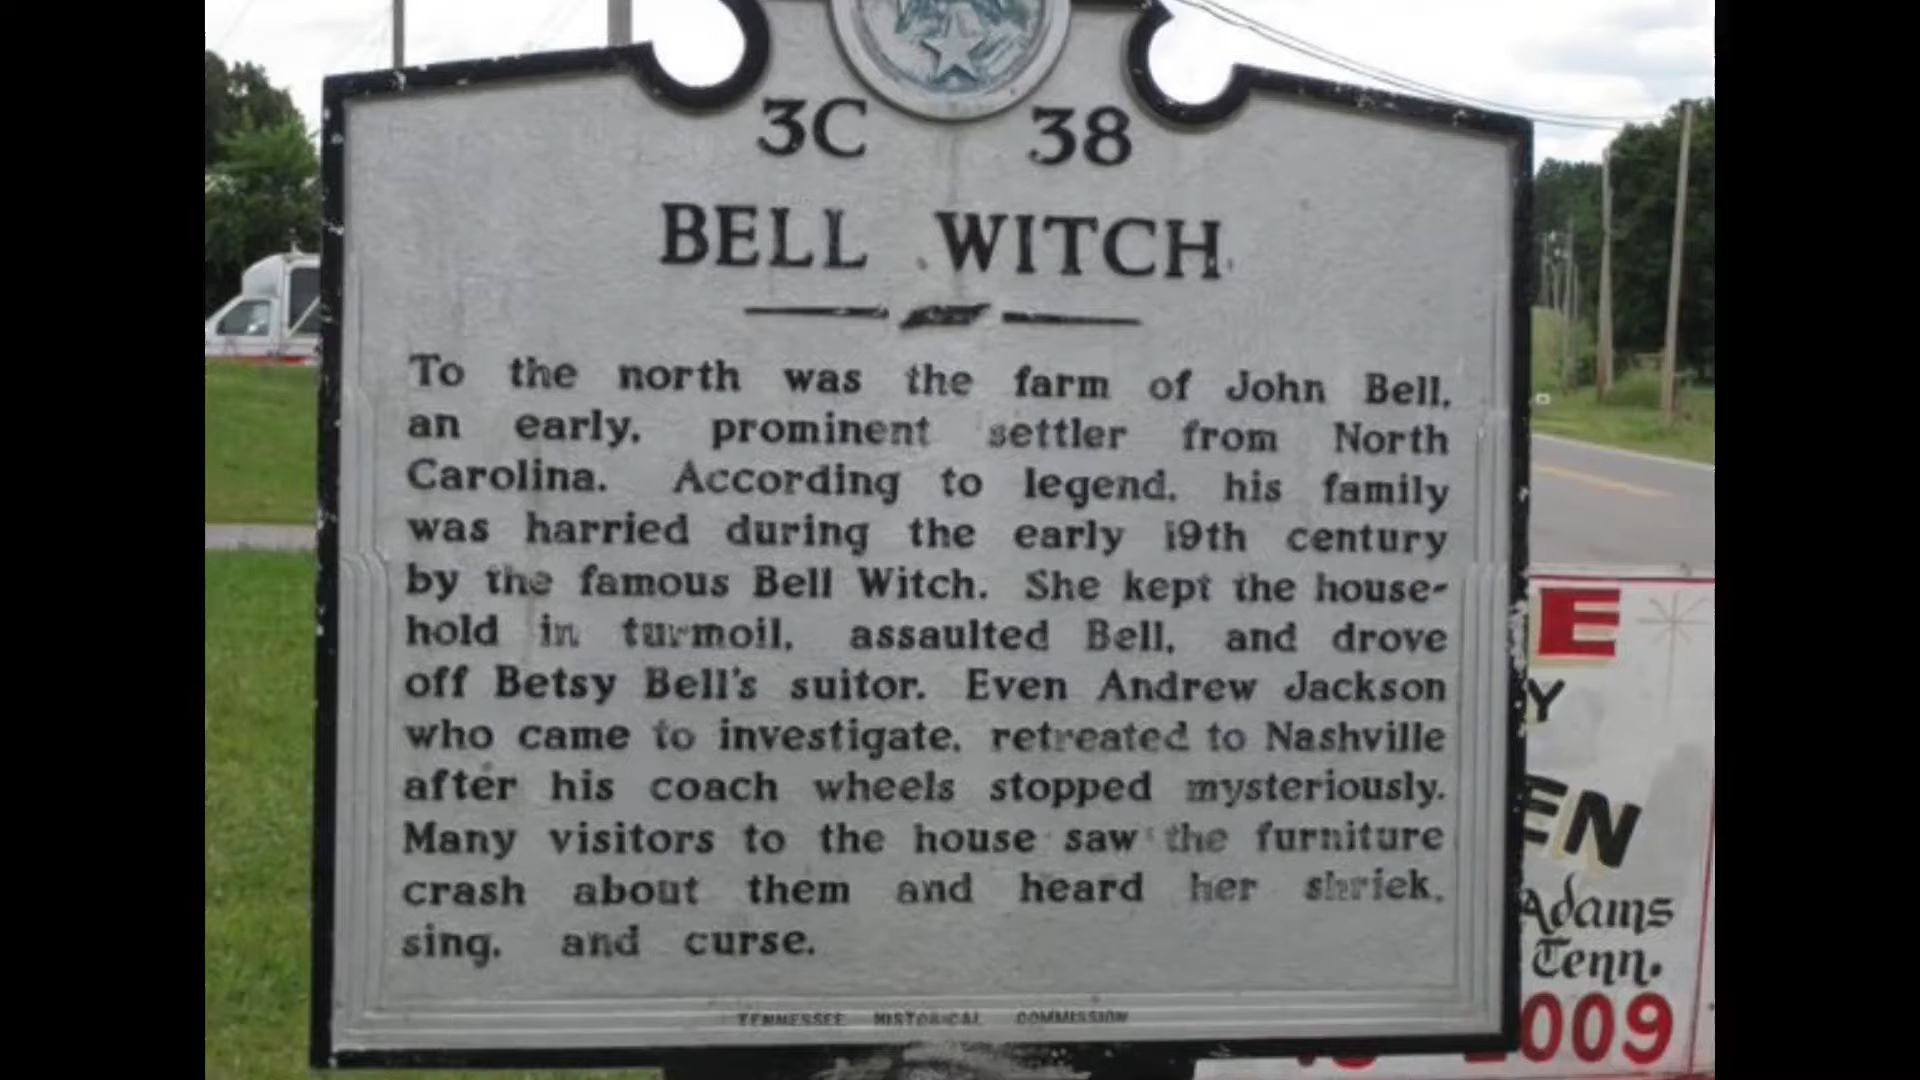 3C 38
BELL WITCH
To the north was the farm of John Bell,
an early, prominent settler from North
Carolina. According to legend, his family
was harried during the early 19th century
by the famous Bell Witch. She kept the house-
hold in turmoil, assaulted Bell, and drove
off Betsy Bell's suitor. Even Andrew Jackson
who came to investigate, retreated to Nashville
after his coach wheels stopped mysteriously.
Many visitors to the house saw the furniture
crash about them and heard her shriek,
sing, and curse.
TENNESSEE HISTORICAL COMMISSION
E
Y
EN
Adams
Tenn.
009